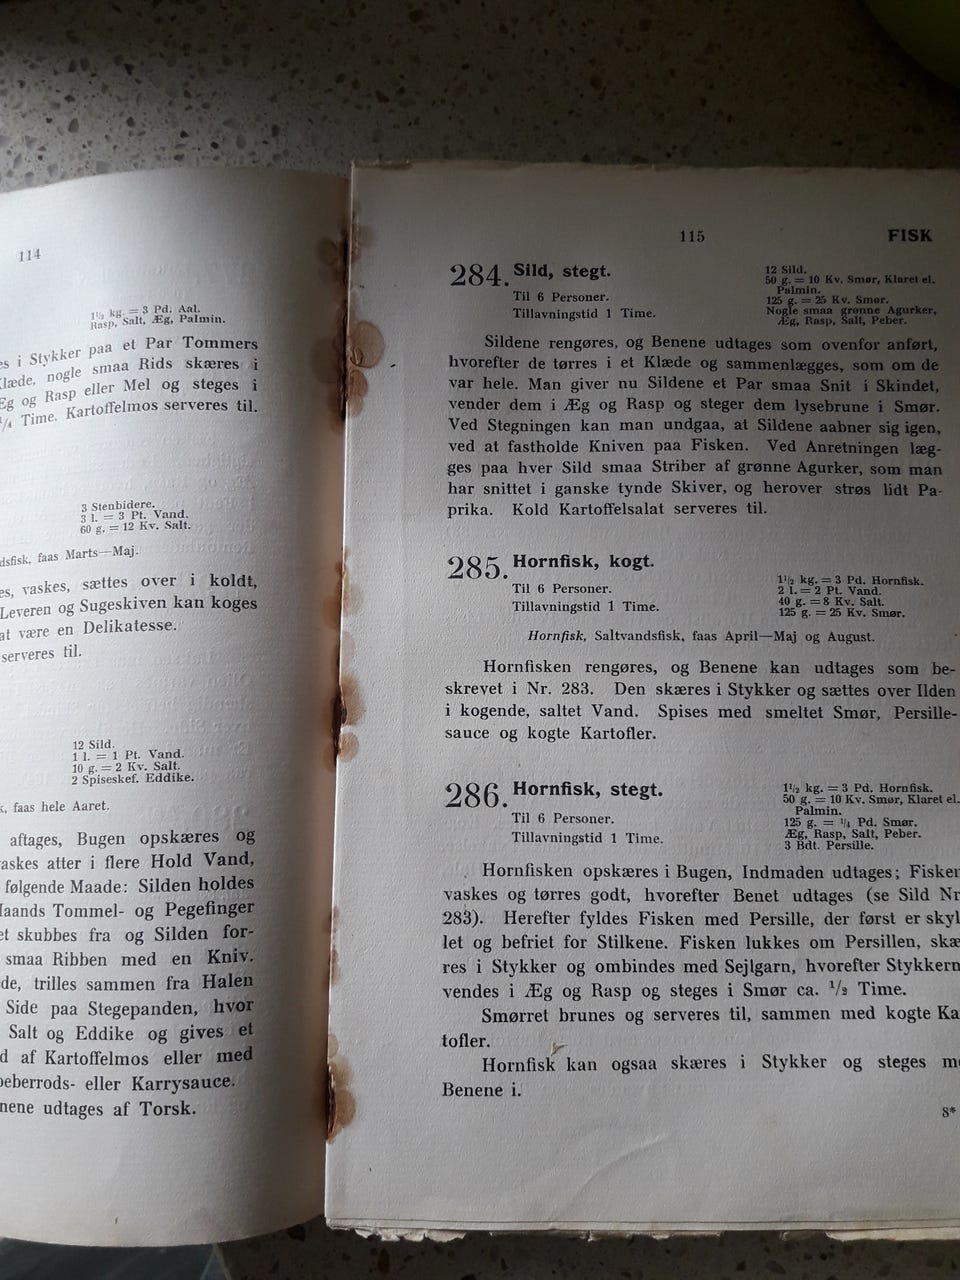 114
1½ kg. = 3 Pd. Aal.
Rasp, Salt, Æg, Palmin.
i Stykker paa et Par Tommers
nogle smaa Rids skæres i
og Rasp eller Mel og steges i
¼ Time. Kartoffelmos serveres til.
3 Stenbidere.
3 l. = 3 Pt. Vand.
60 g. = 12 Kv. Salt.
faas Marts—Maj.
vaskes, sættes over i koldt,
Leveren og Sugeskiven kan koges
at være en Delikatesse.
serveres til.
12 Sild.
1 l. = 1 Pt. Vand.
10 g. = 2 Kv. Salt.
2 Spiseskef. Eddike.
faas hele Aaret.
aftages, Bugen opskæres og
vaskes atter i flere Hold Vand,
følgende Maade: Silden holdes
Haands Tommel- og Pegefinger
skubbes fra og Silden for-
smaa Ribben med en Kniv.
trilles sammen fra Halen
Side paa Stegepanden, hvor
Salt og Eddike og gives et
af Kartoffelmos eller med
eller Karrysauce.
udtages af Torsk.
115 FISK
284. Sild, stegt.
Til 6 Personer.
Tillavningstid 1 Time.
12 Sild.
50 g. = 10 Kv. Smør, Klaret el.
Palmin.
125 g. = 25 Kv. Smør.
Nogle smaa grønne Agurker,
Æg, Rasp, Salt, Peber.
Sildene rengøres, og Benene udtages som ovenfor anført,
hvorefter de tørres i et Klæde og sammenlægges, som om de
var hele. Man giver nu Sildene et Par smaa Snit i Skindet,
vender dem i Æg og Rasp og steger dem lysebrune i Smør.
Ved Stegningen kan man undgaa, at Sildene aabner sig igen,
ved at fastholde Kniven paa Fisken. Ved Anretningen læg-
ges paa hver Sild smaa Striber af grønne Agurker, som man
har snittet i ganske tynde Skiver, og herover strøs lidt Pa-
prika. Kold Kartoffelsalat serveres til.
285. Hornfisk, kogt.
Til 6 Personer.
Tillavningstid 1 Time.
1½ kg. = 3 Pd. Hornfisk.
2 l. = 2 Pt. Vand.
40 g. = 8 Kv. Salt.
125 g. = 25 Kv. Smør.
Hornfisk, Saltvandsfisk, faas April—Maj og August.
Hornfisken rengøres, og Benene kan udtages som be-
skrevet i Nr. 283. Den skæres i Stykker og sættes over Ilden
i kogende, saltet Vand. Spises med smeltet Smør, Persille-
sauce og kogte Kartofler.
286. Hornfisk, stegt.
Til 6 Personer.
Tillavningstid 1 Time.
1½ kg. = 3 Pd. Hornfisk.
50 g. = 10 Kv. Smør, Klaret el.
Palmin.
125 g. = ¼ Pd. Smør.
Æg, Rasp, Salt, Peber.
3 Bdt. Persille.
Hornfisken opskæres i Bugen, Indmaden udtages; Fisken
vaskes og tørres godt, hvorefter Benet udtages (se Sild Nr
283). Herefter fyldes Fisken med Persille, der først er skyl
let og befriet for Stilkene. Fisken lukkes om Persillen, skæ
res i Stykker og ombindes med Sejlgarn, hvorefter Stykkern
vendes i Æg og Rasp og steges i Smør ca. ½ Time.
Smørret brunes og serveres til, sammen med kogte Ka
tofler.
Hornfisk kan ogsaa skæres i Stykker og steges me
Benene i.
8*